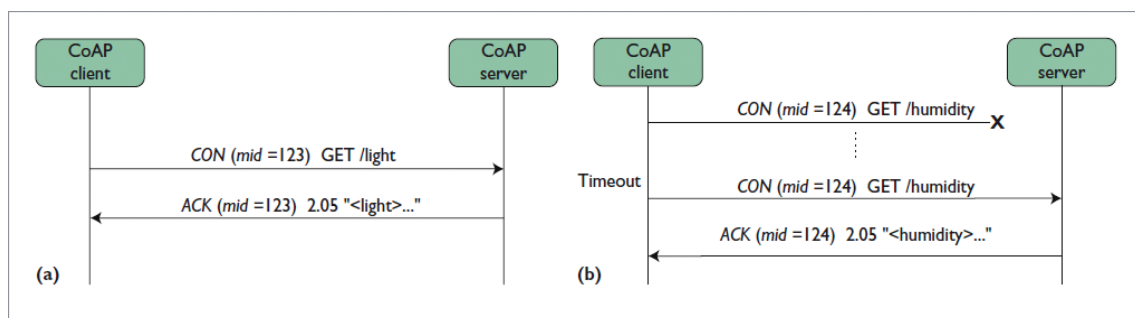 CoAP
client
CoAP
server
CON (mid =123)  GET /light
ACK (mid =123)  2.05 "<light>..."
(a)
CoAP
client
CoAP
server
CON (mid =124)  GET /humidity
X
Timeout
CON (mid =124)  GET /humidity
ACK (mid =124)  2.05 "<humidity>..."
(b)